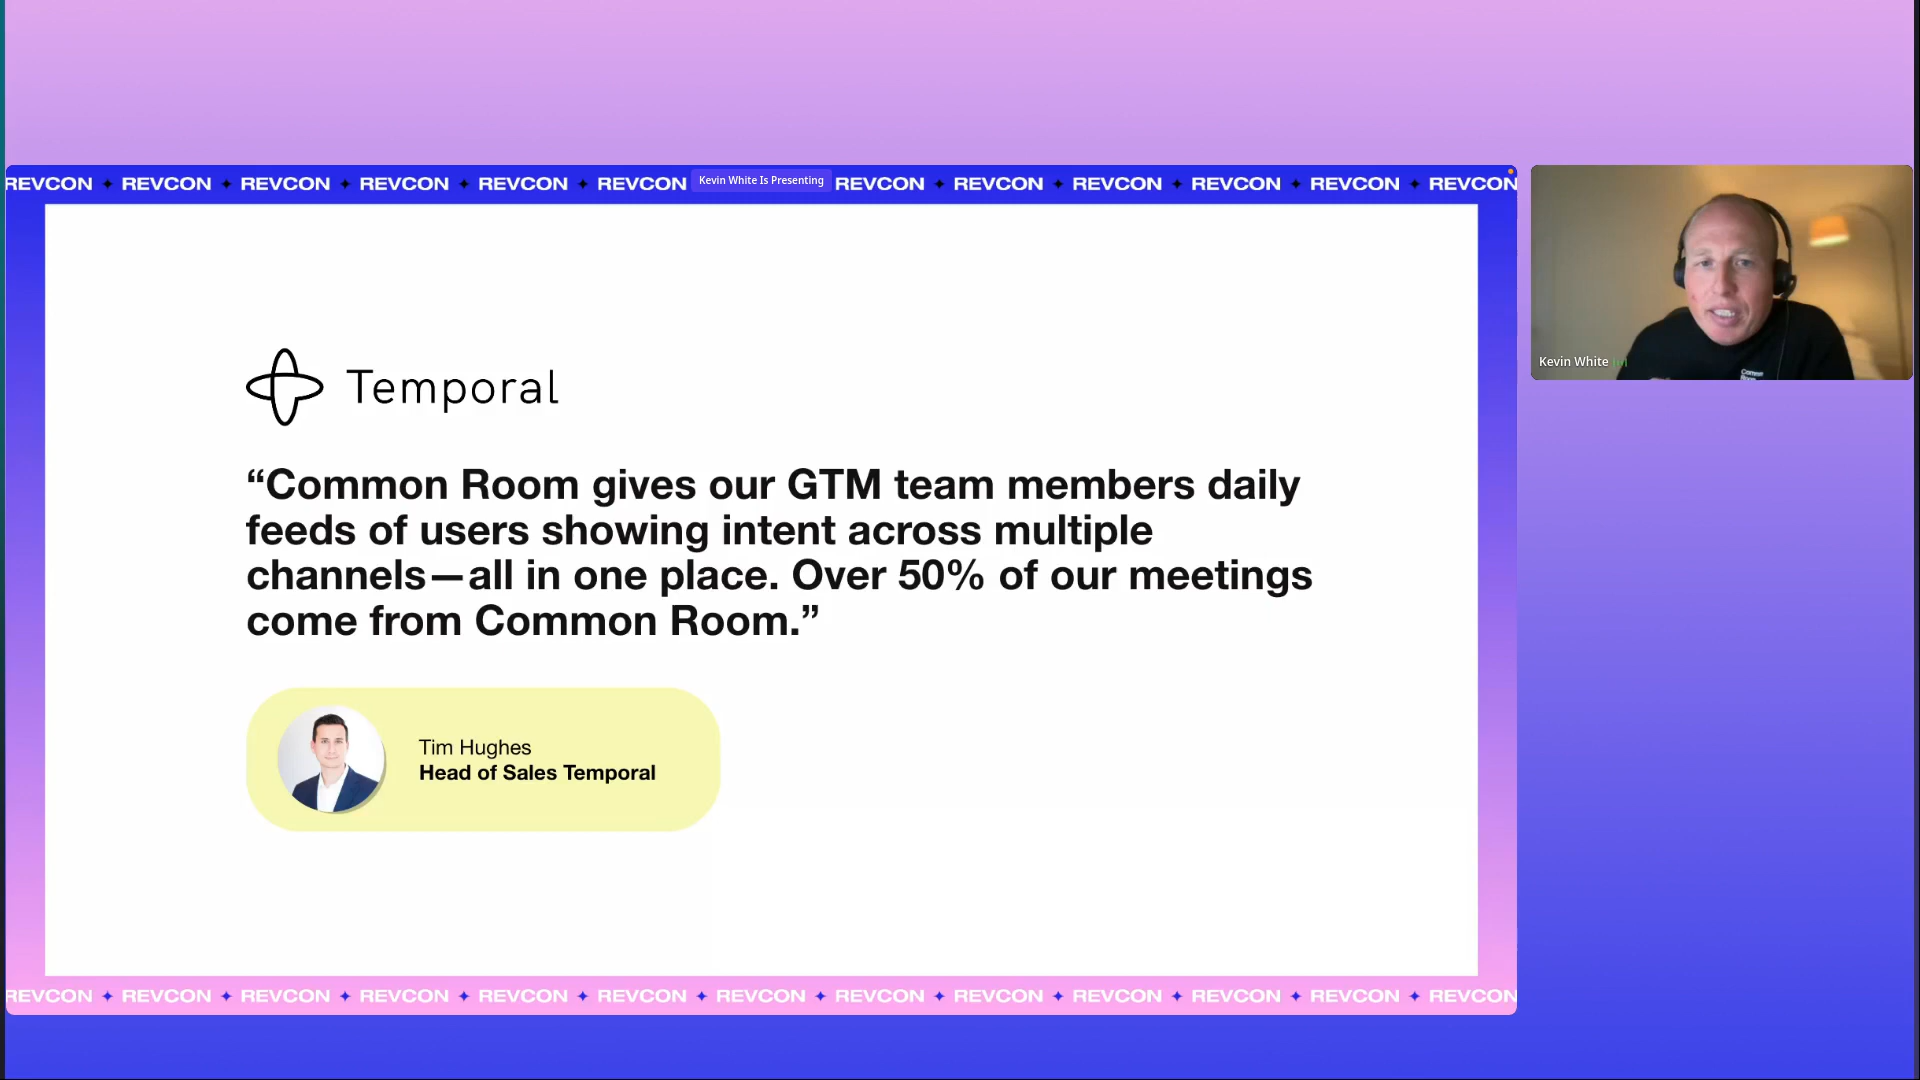 REVCON ✦ REVCON ✦ REVCON ✦ REVCON ✦ REVCON ✦ REVCON Kevin White Is Presenting REVCON ✦ REVCON ✦ REVCON ✦ REVCON ✦ REVCON ✦ REVCON
Temporal
“Common Room gives our GTM team members daily
feeds of users showing intent across multiple
channels—all in one place. Over 50% of our meetings
come from Common Room.”
Tim Hughes
Head of Sales Temporal
REVCON ✦ REVCON ✦ REVCON ✦ REVCON ✦ REVCON ✦ REVCON ✦ REVCON ✦ REVCON ✦ REVCON ✦ REVCON ✦ REVCON ✦ REVCON ✦ REVCON
Kevin White
Common
Room